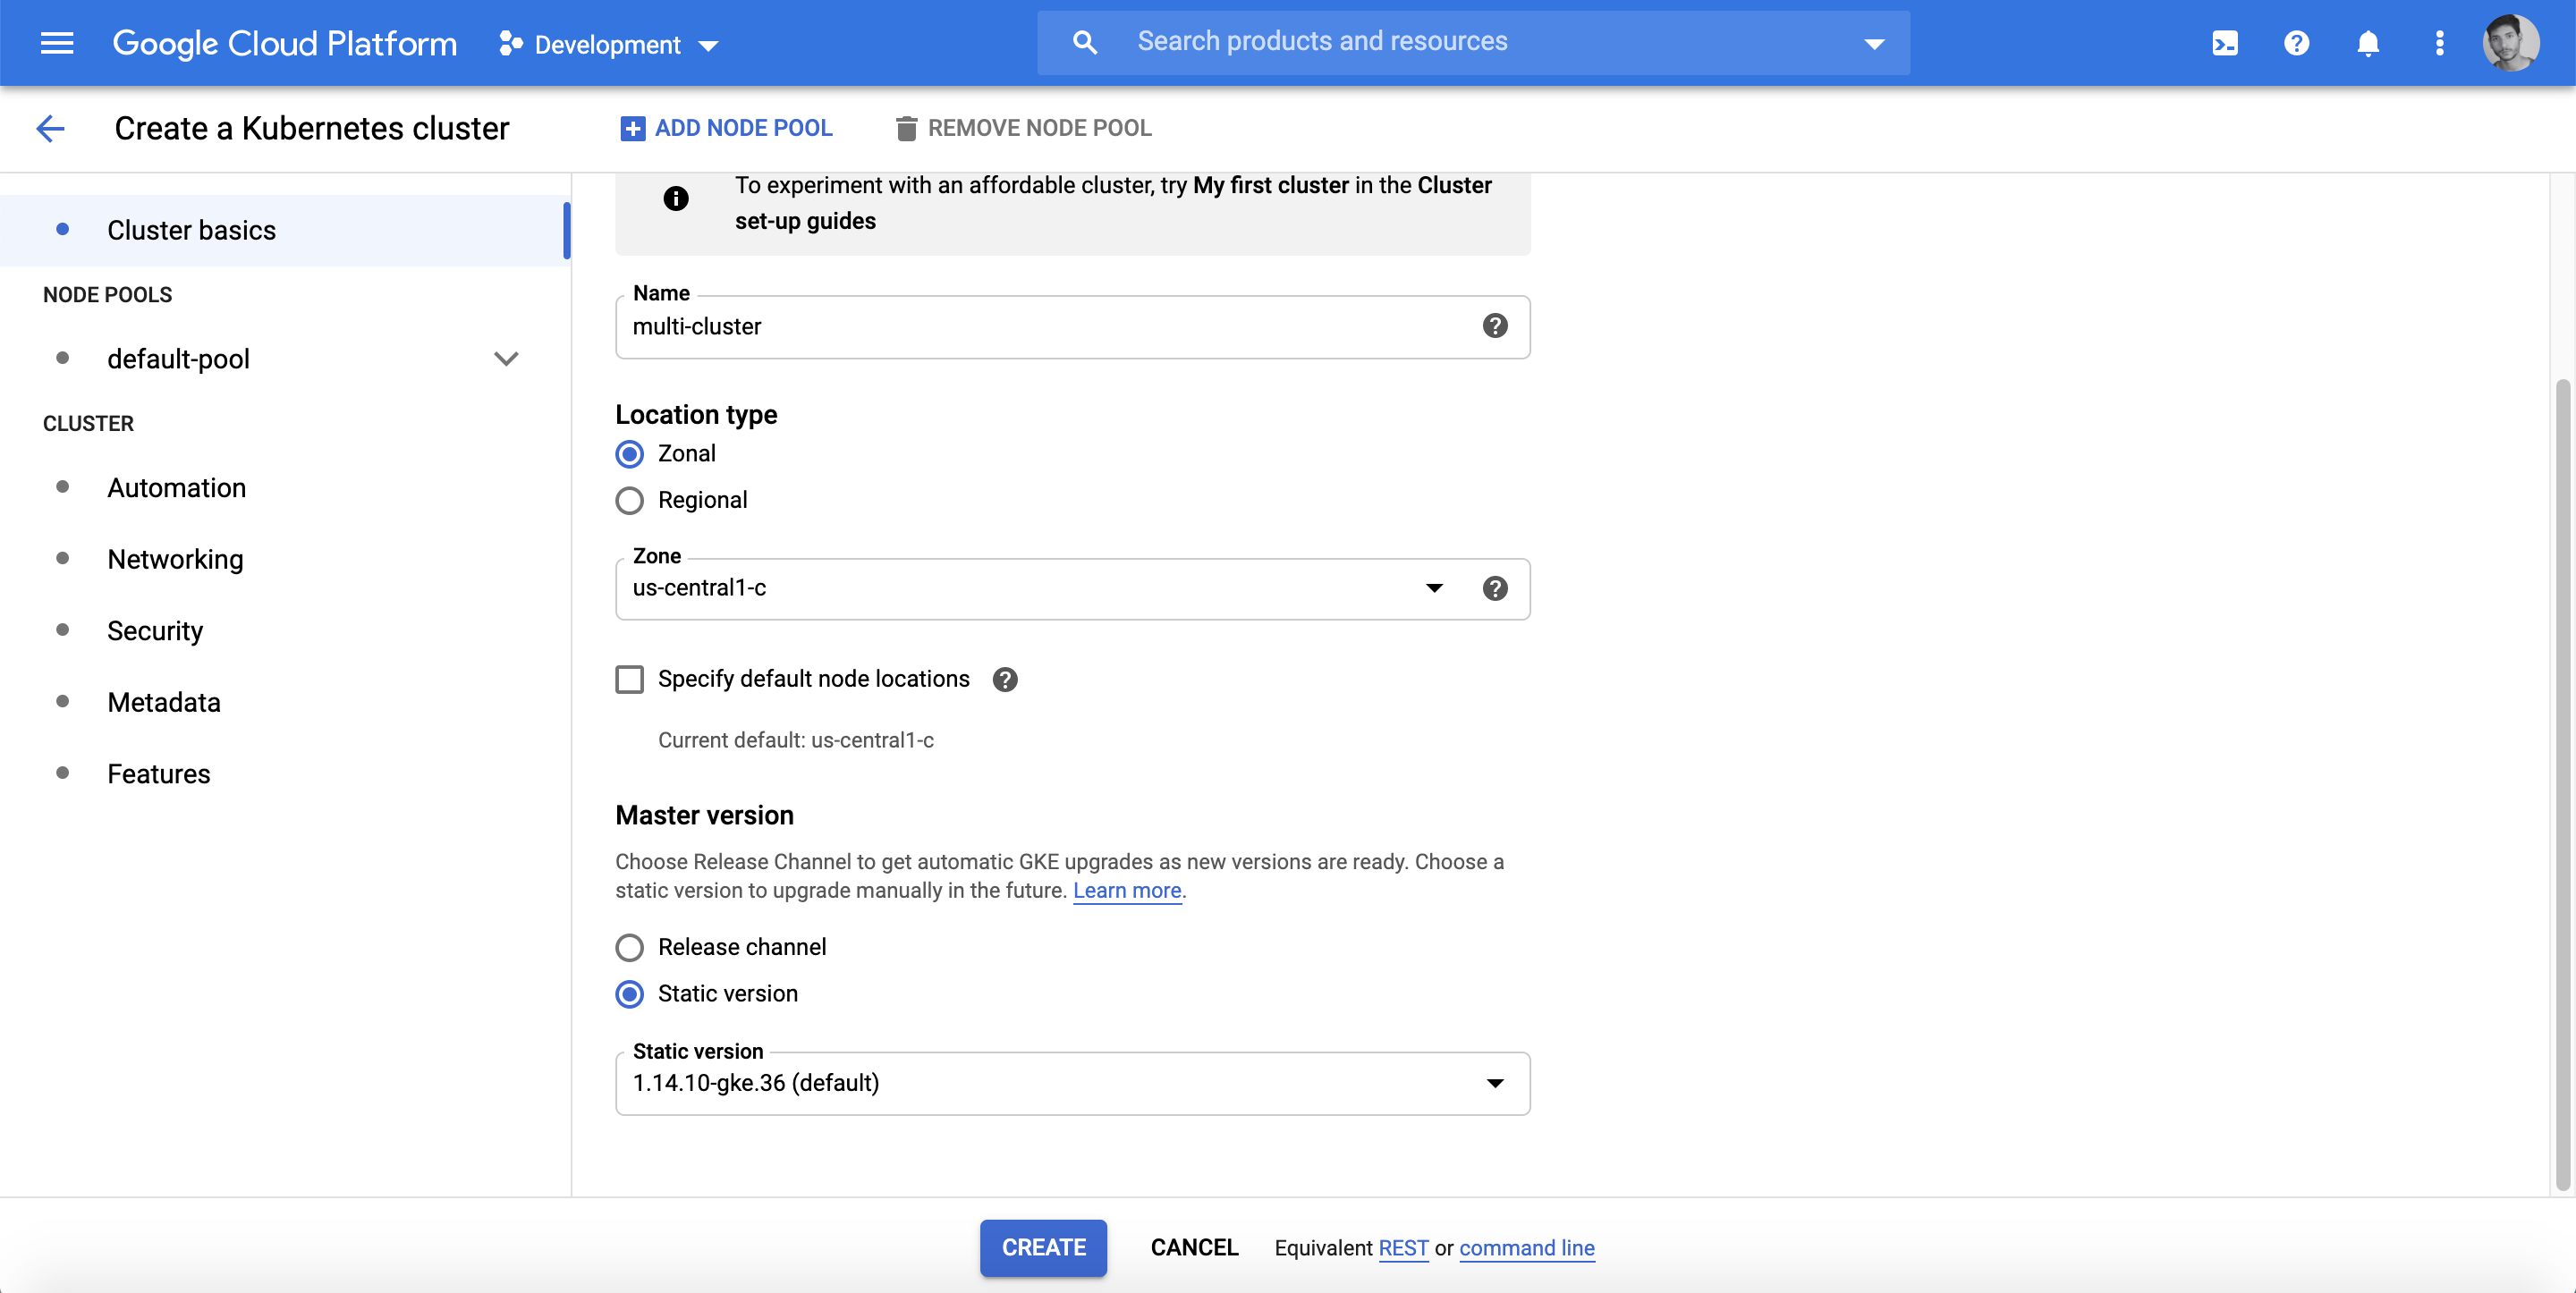 Google Cloud Platform
Development
Search products and resources
Create a Kubernetes cluster
ADD NODE POOL
REMOVE NODE POOL
Cluster basics
NODE POOLS
default-pool
CLUSTER
Automation
Networking
Security
Metadata
Features
To experiment with an affordable cluster, try My first cluster in the Cluster
set-up guides
Name
multi-cluster
Location type
Zonal
Regional
Zone
us-central1-c
Specify default node locations
Current default: us-central1-c
Master version
Choose Release Channel to get automatic GKE upgrades as new versions are ready. Choose a
static version to upgrade manually in the future. Learn more.
Release channel
Static version
Static version
1.14.10-gke.36 (default)
CREATE
CANCEL
Equivalent REST or command line